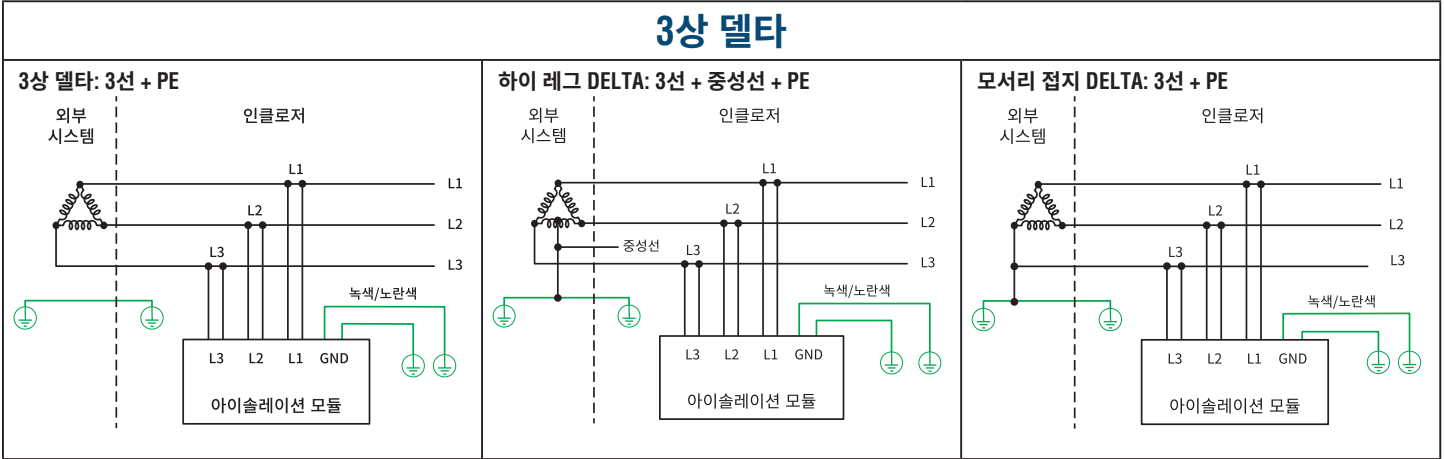 3상 델타
3상 델타: 3선 + PE
외부
시스템
인클로저
L1
L1
L2
L2
L3
L3
녹색/노란색
L3 L2 L1 GND
아이솔레이션 모듈
하이 레그 DELTA: 3선 + 중성선 + PE
외부
시스템
인클로저
L1
L1
L2
L2
중성선
L3
L3
녹색/노란색
L3 L2 L1 GND
아이솔레이션 모듈
모서리 접지 DELTA: 3선 + PE
외부
시스템
인클로저
L1
L1
L2
L2
L3
L3
녹색/노란색
L3 L2 L1 GND
아이솔레이션 모듈